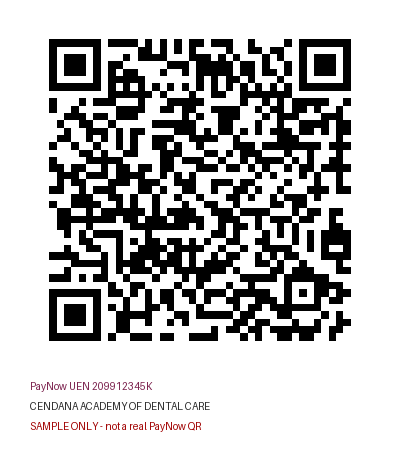 PayNow UEN 209912345K
CENDANA ACADEMY OF DENTAL CARE
SAMPLE ONLY - not a real PayNow QR